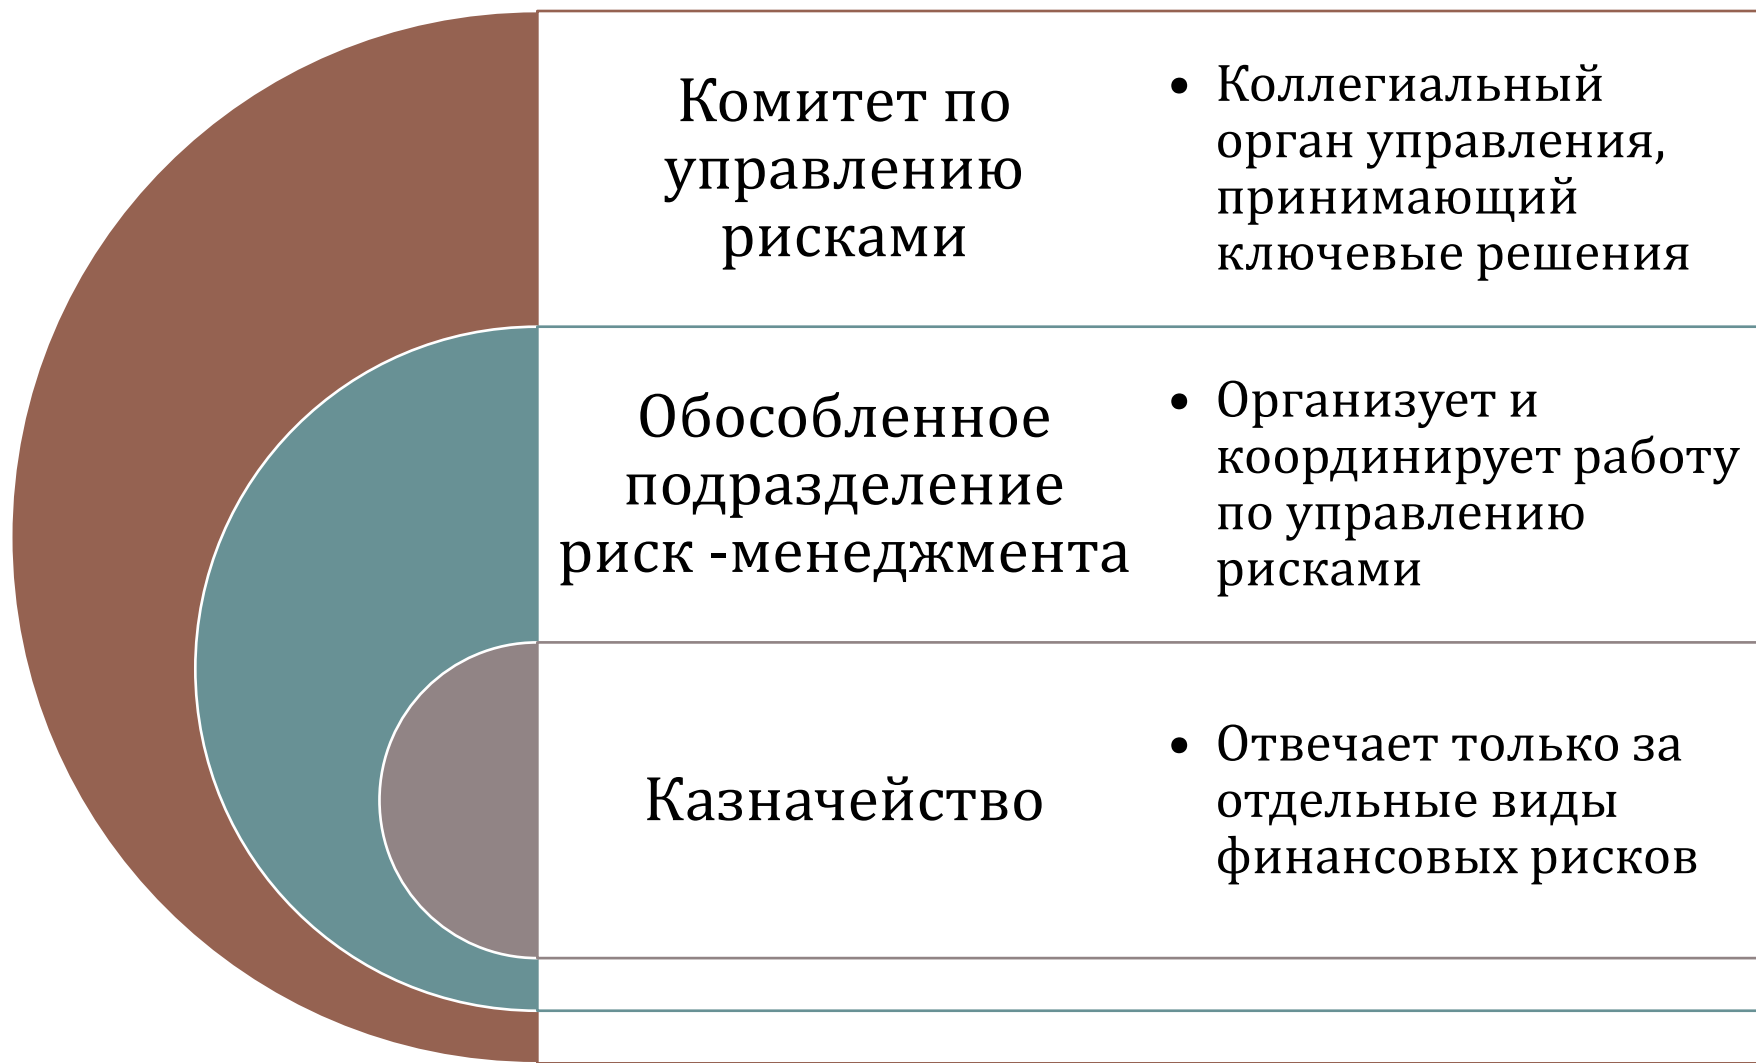 Комитет по
управлению
рисками
• Коллегиальный
орган управления,
принимающий
ключевые решения
Обособленное
подразделение
риск -менеджмента
• Организует и
координирует работу
по управлению
рисками
Казначейство
• Отвечает только за
отдельные виды
финансовых рисков